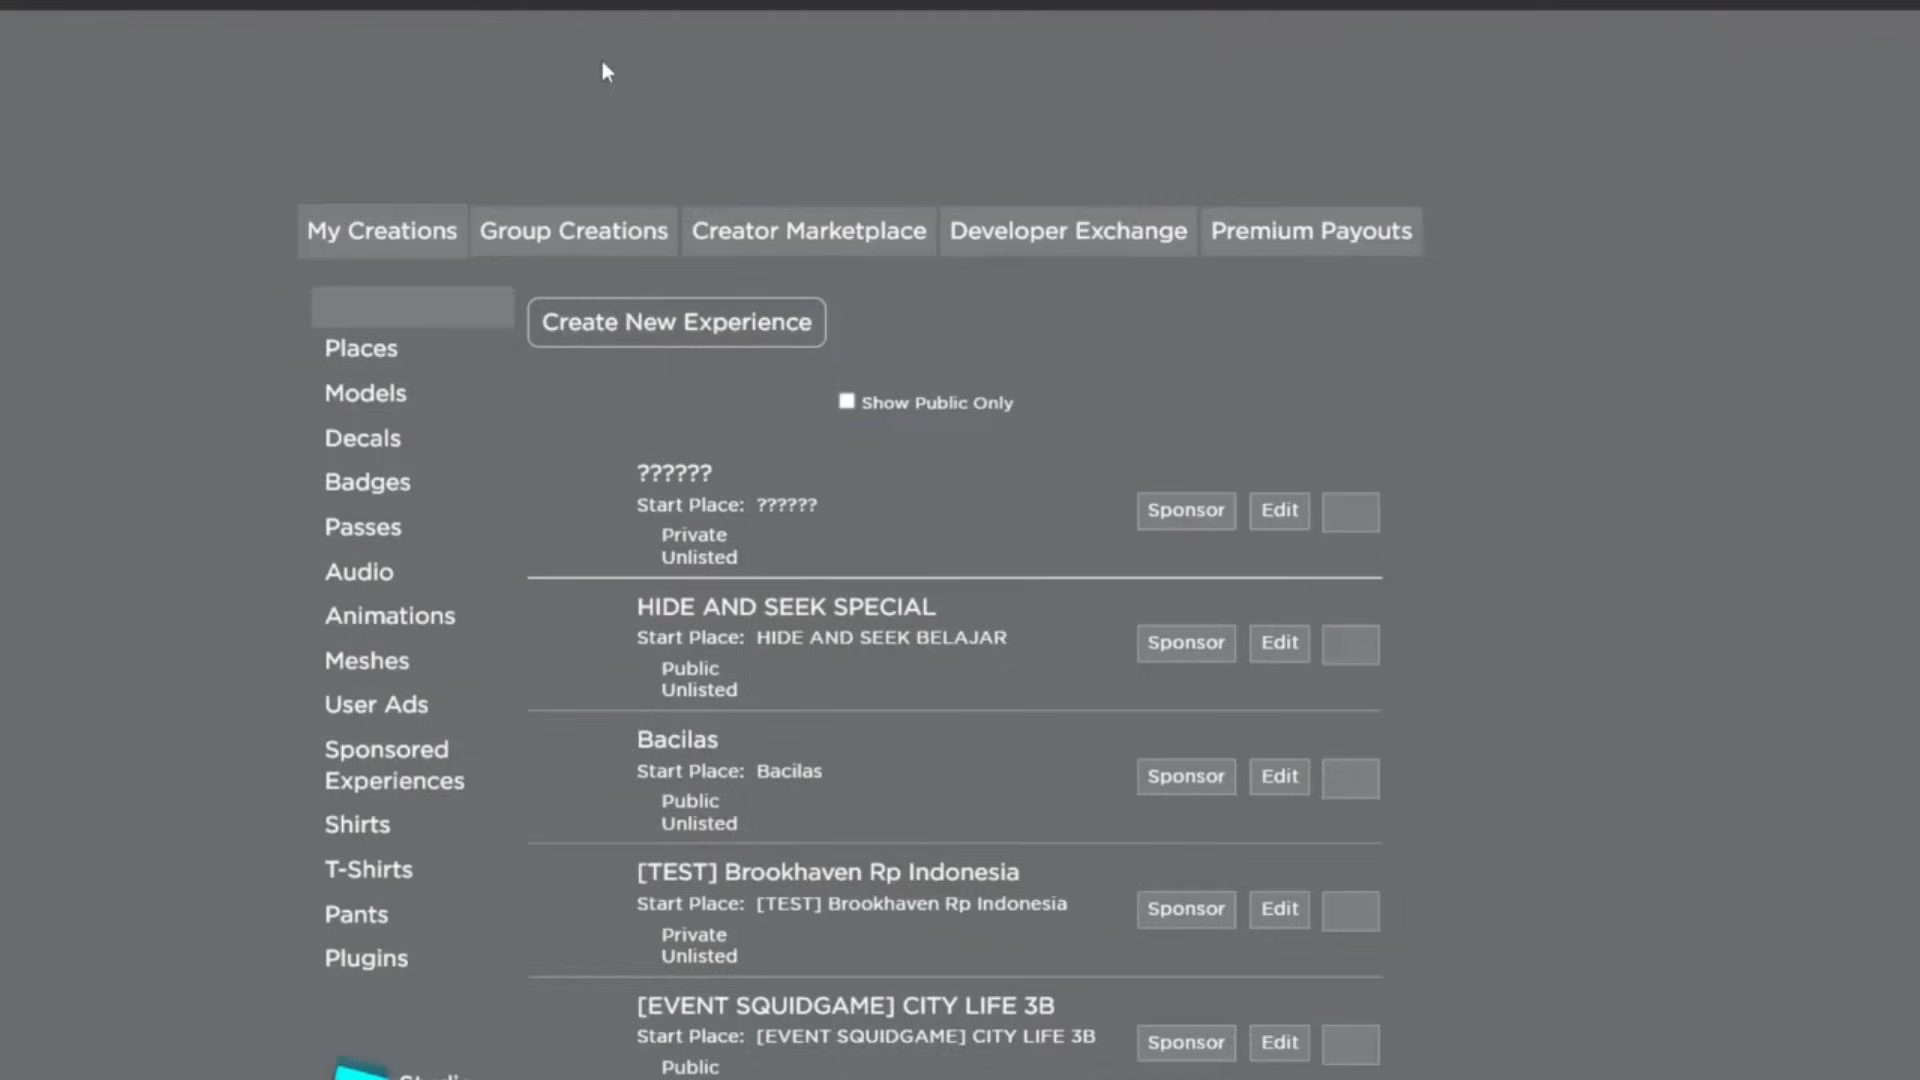 My Creations
Group Creations
Creator Marketplace
Developer Exchange
Premium Payouts
Places
Models
Decals
Badges
Passes
Audio
Animations
Meshes
User Ads
Sponsored
Experiences
Shirts
T-Shirts
Pants
Plugins
Create New Experience
Show Public Only
??????
Start Place: ??????
Private
Unlisted
Sponsor
Edit
HIDE AND SEEK SPECIAL
Start Place: HIDE AND SEEK BELAJAR
Public
Unlisted
Sponsor
Edit
Bacilas
Start Place: Bacilas
Public
Unlisted
Sponsor
Edit
[TEST] Brookhaven Rp Indonesia
Start Place: [TEST] Brookhaven Rp Indonesia
Private
Unlisted
Sponsor
Edit
[EVENT SQUIDGAME] CITY LIFE 3B
Start Place: [EVENT SQUIDGAME] CITY LIFE 3B
Public
Sponsor
Edit